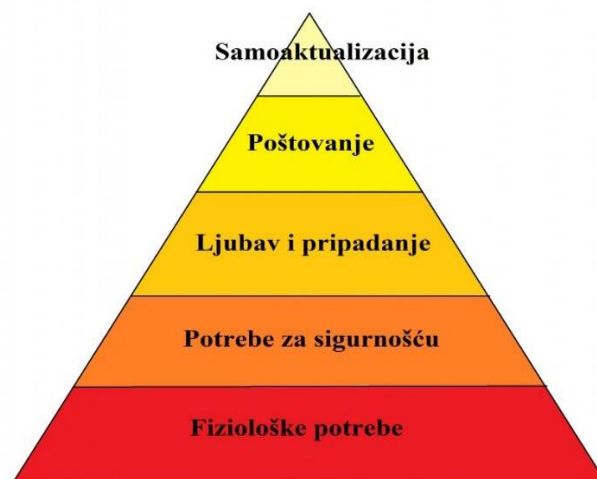 Samoaktualizacija
Poštovanje
Ljubav i pripadanje
Potrebe za sigurnošću
Fiziološke potrebe